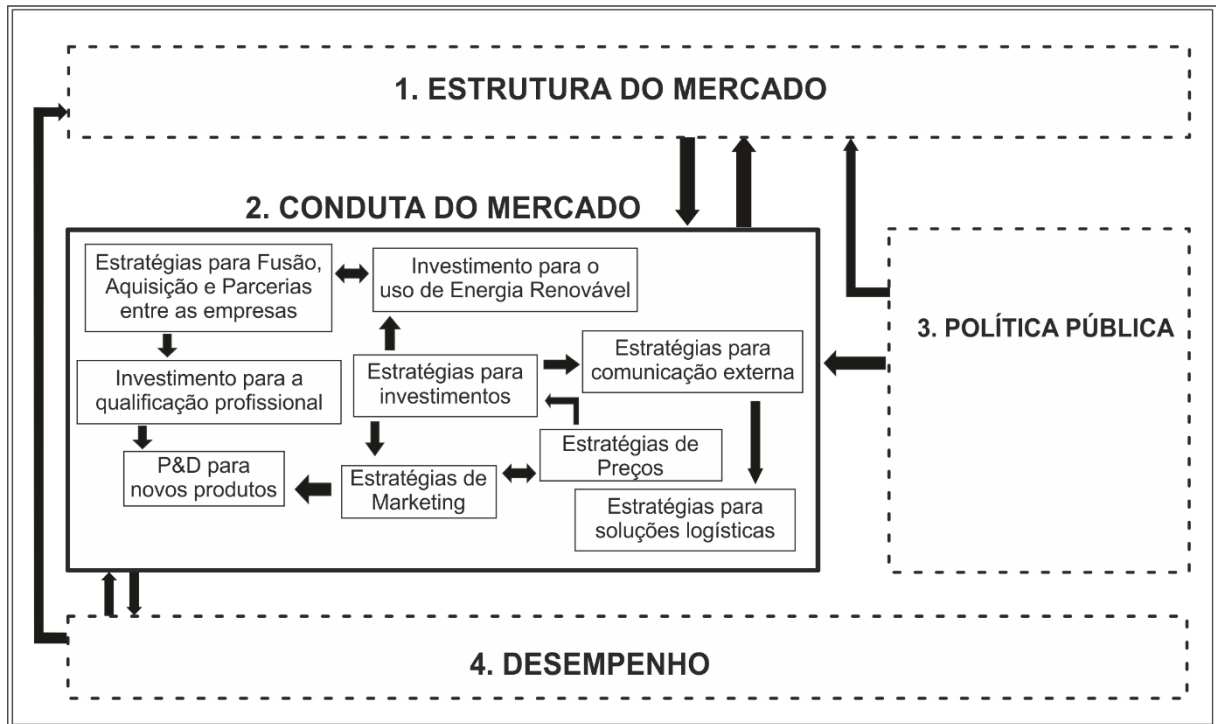 1. ESTRUTURA DO MERCADO
2. CONDUTA DO MERCADO
Estratégias para Fusão,
Aquisição e Parcerias
entre as empresas
Investimento para o
uso de Energia Renovável
Investimento para a
qualificação profissional
Estratégias para
investimentos
Estratégias para
comunicação externa
P&D para
novos produtos
Estratégias de
Marketing
Estratégias de
Preços
Estratégias para
soluções logísticas
3. POLÍTICA PÚBLICA
4. DESEMPENHO